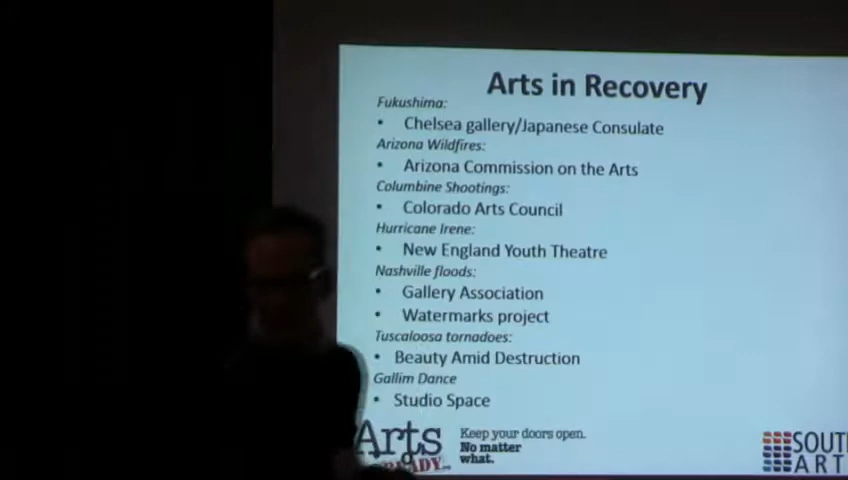 Arts in Recovery
Fukushima:
• Chelsea gallery/Japanese Consulate
Arizona Wildfires:
• Arizona Commission on the Arts
Columbine Shootings:
• Colorado Arts Council
Hurricane Irene:
• New England Youth Theatre
Nashville floods:
• Gallery Association
• Watermarks project
Tuscaloosa tornadoes:
• Beauty Amid Destruction
Gallim Dance
• Studio Space
Arts
READY
Keep your doors open.
No matter
what.
SOUT
ART